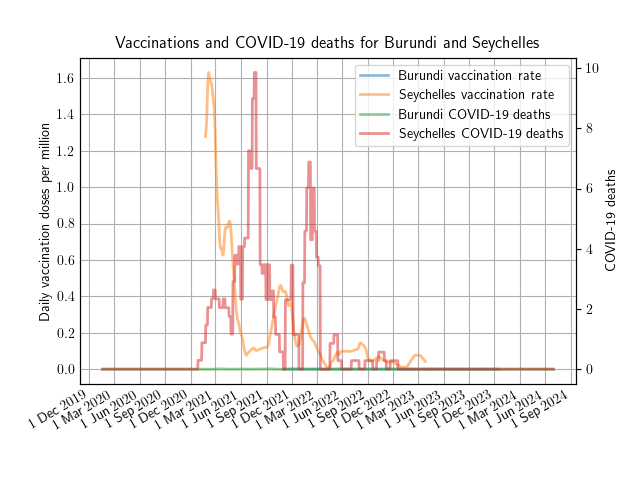 Vaccinations and COVID-19 deaths for Burundi and Seychelles
Burundi vaccination rate
Seychelles vaccination rate
Burundi COVID-19 deaths
Seychelles COVID-19 deaths
Daily vaccination doses per million
1.6
1.4
1.2
1.0
0.8
0.6
0.4
0.2
0.0
COVID-19 deaths
10
8
6
4
2
0
1 Dec 2019
1 Mar 2020
1 Jun 2020
1 Sep 2020
1 Dec 2020
1 Mar 2021
1 Jun 2021
1 Sep 2021
1 Dec 2021
1 Mar 2022
1 Jun 2022
1 Sep 2022
1 Dec 2022
1 Mar 2023
1 Jun 2023
1 Sep 2023
1 Dec 2023
1 Mar 2024
1 Jun 2024
1 Sep 2024